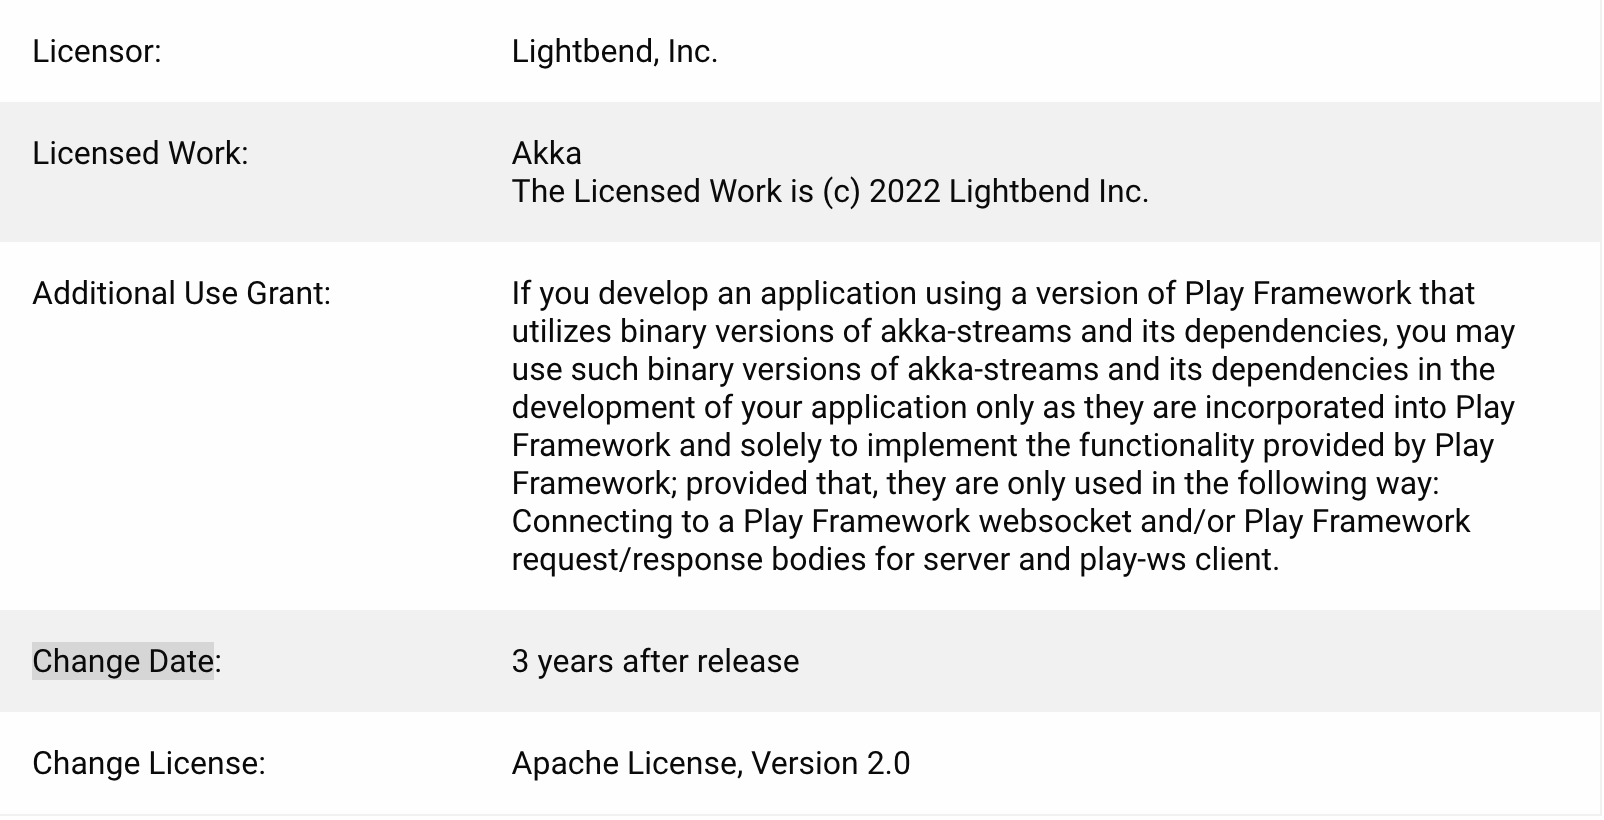 Licensor:
Lightbend, Inc.
Licensed Work:
Akka
The Licensed Work is (c) 2022 Lightbend Inc.
Additional Use Grant:
If you develop an application using a version of Play Framework that
utilizes binary versions of akka-streams and its dependencies, you may
use such binary versions of akka-streams and its dependencies in the
development of your application only as they are incorporated into Play
Framework and solely to implement the functionality provided by Play
Framework; provided that, they are only used in the following way:
Connecting to a Play Framework websocket and/or Play Framework
request/response bodies for server and play-ws client.
Change Date:
3 years after release
Change License:
Apache License, Version 2.0